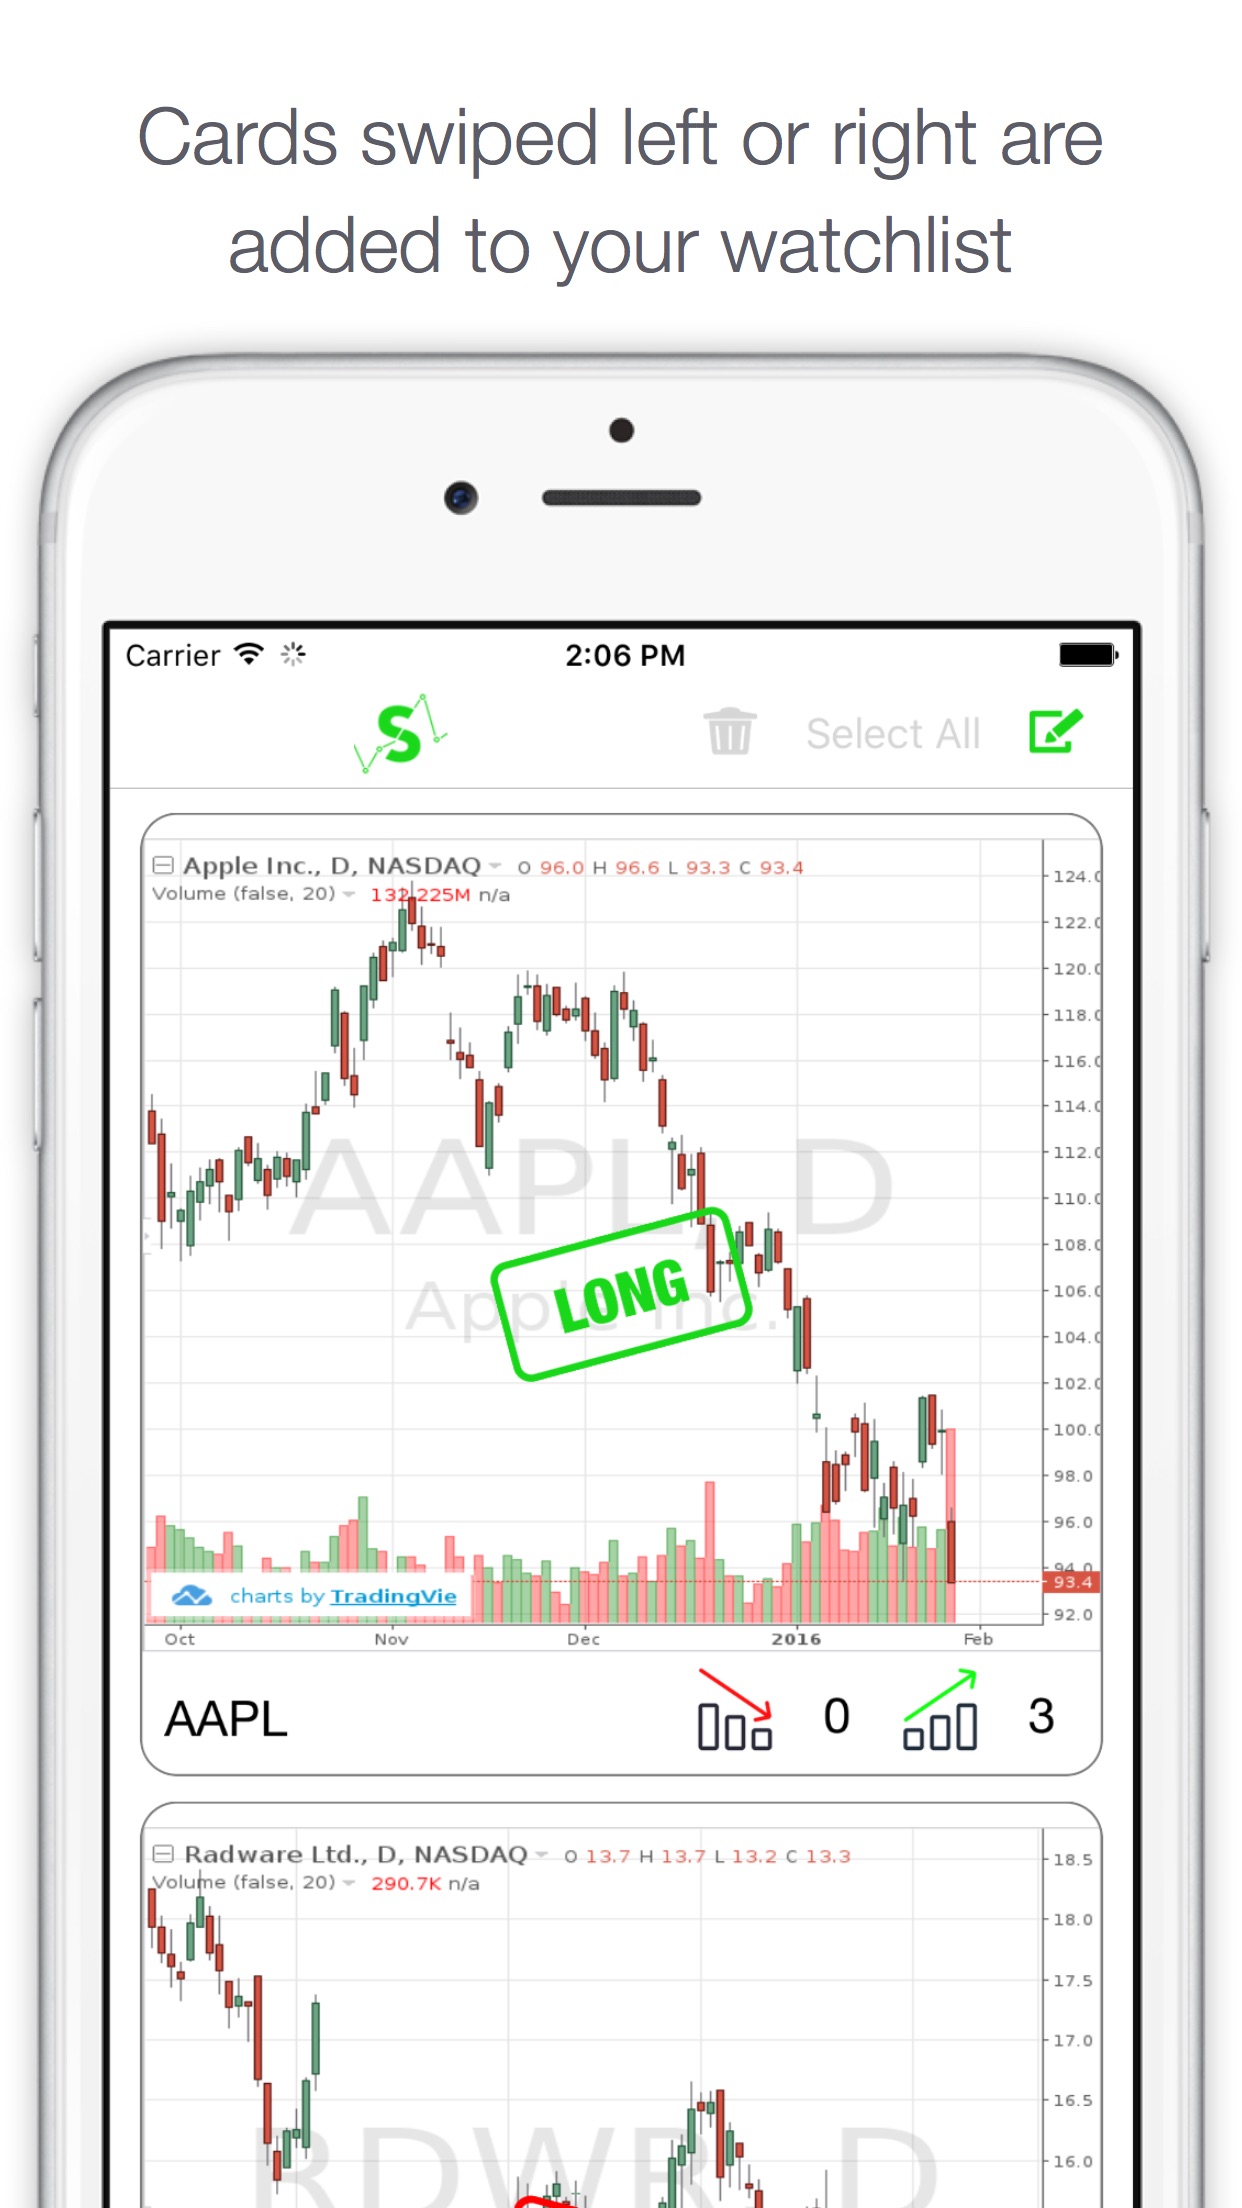 Cards swiped left or right are
added to your watchlist
Carrier 2:06 PM
S Select All
Apple Inc., D, NASDAQ O 96.0 H 96.6 L 93.3 C 93.4
Volume (false, 20) 132.225M n/a
124.0
122.0
120.0
118.0
116.0
114.0
112.0
AAPL, D
110.0
108.0
106.0
LONG
Apple Inc.
104.0
102.0
100.0
98.0
96.0
94.0
93.4
charts by TradingVie
92.0
Oct Nov Dec 2016 Feb
AAPL 0 3
Radware Ltd., D, NASDAQ O 13.7 H 13.7 L 13.2 C 13.3
Volume (false, 20) 290.7K n/a
18.5
18.0
17.5
17.0
16.5
16.0
RDWR, D